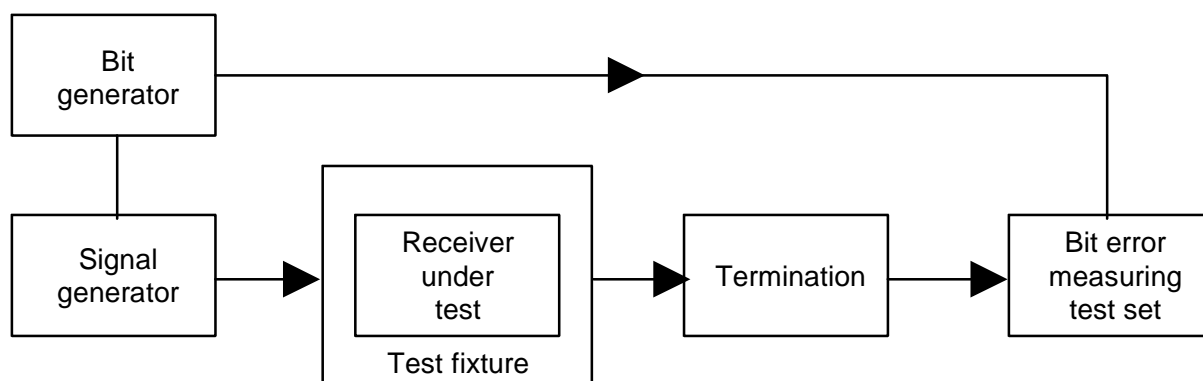 Bit
generator
Signal
generator
Receiver
under
test
Test fixture
Termination
Bit error
measuring
test set